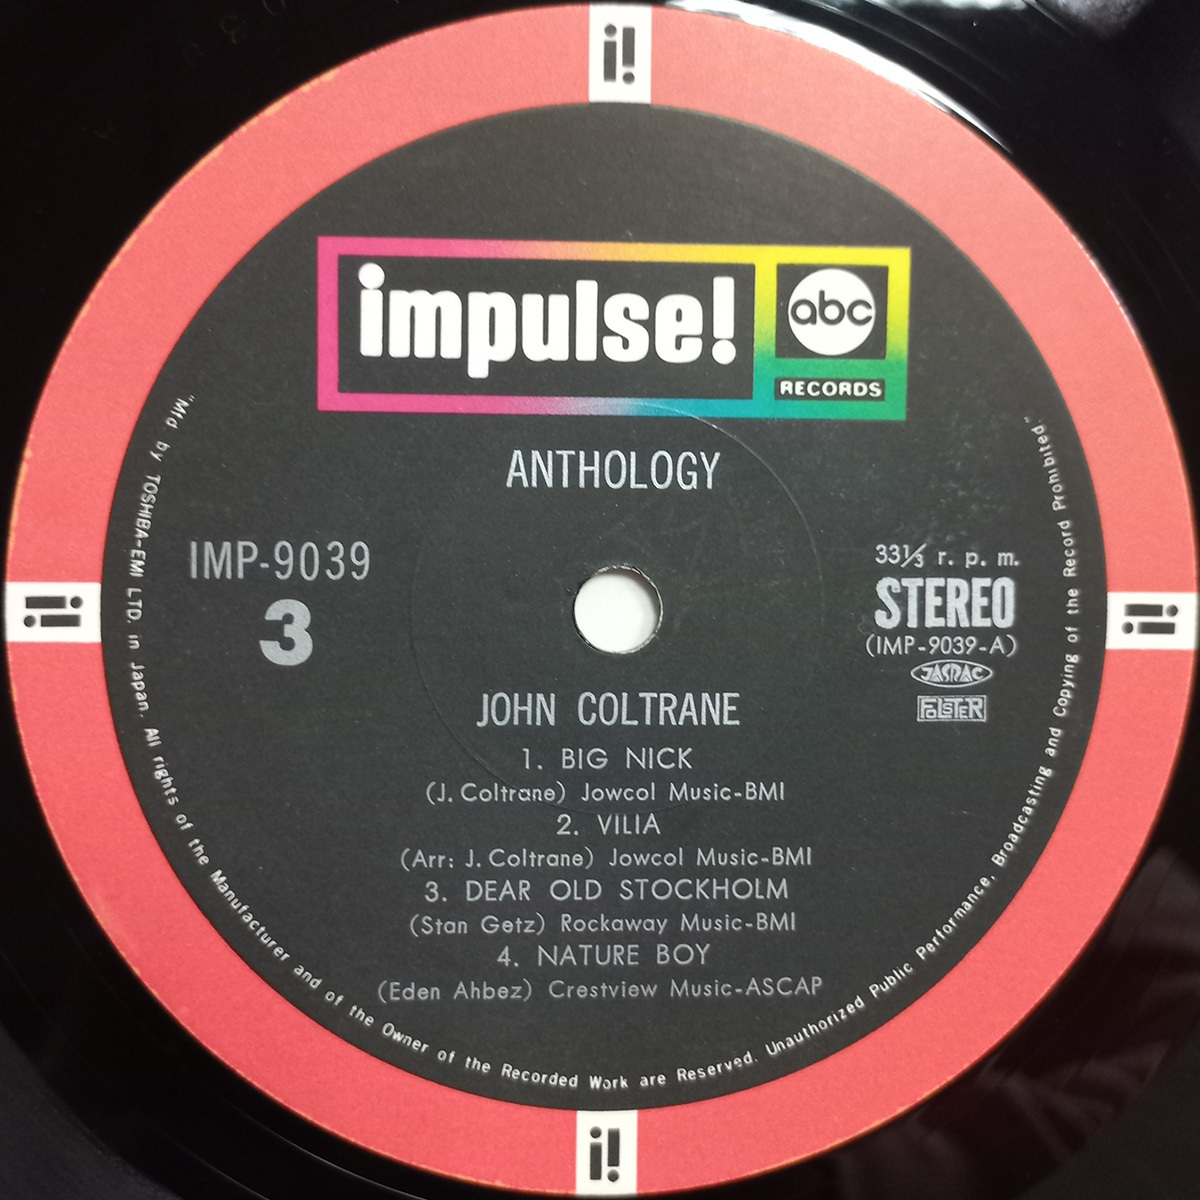 i!
impulse!
abc
RECORDS
ANTHOLOGY
IMP-9039
3
33⅓ r. p. m.
STEREO
(IMP-9039-A)
JASRAC
FOLSTER
JOHN COLTRANE
1. BIG NICK
(J. Coltrane) Jowcol Music-BMI
2. VILIA
(Arr: J. Coltrane) Jowcol Music-BMI
3. DEAR OLD STOCKHOLM
(Stan Getz) Rockaway Music-BMI
4. NATURE BOY
(Eden Ahbez) Crestview Music-ASCAP
"Mfd by TOSHIBA-EMI LTD. in Japan. All rights of the Manufacturer and of the Owner of the Recorded Work are Reserved. Unauthorized Public Performance, Broadcasting and Copying of the Record Prohibited."
i!
i!
i!